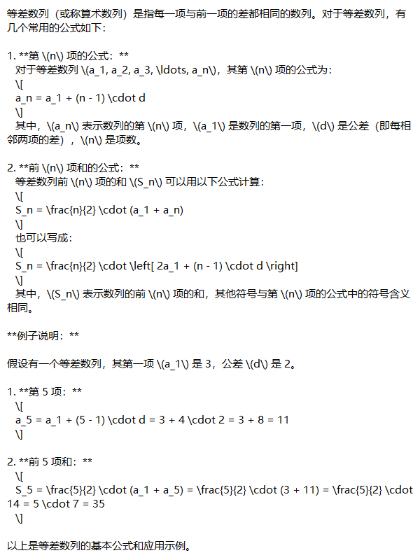 等差数列（或称算术数列）是指每一项与前一项的差都相同的数列。对于等差数列，有
几个常用的公式如下：
1. **第 \(n\) 项的公式：**
对于等差数列 \(a_1, a_2, a_3, \ldots, a_n\)，其第 \(n\) 项的公式为：
\[
a_n = a_1 + (n - 1) \cdot d
\]
其中，\(a_n\) 表示数列的第 \(n\) 项，\(a_1\) 是数列的第一项，\(d\) 是公差（即每相
邻两项的差），\(n\) 是项数。
2. **前 \(n\) 项和的公式：**
等差数列前 \(n\) 项的和 \(S_n\) 可以用以下公式计算：
\[
S_n = \frac{n}{2} \cdot (a_1 + a_n)
\]
也可以写成：
\[
S_n = \frac{n}{2} \cdot \left[ 2a_1 + (n - 1) \cdot d \right]
\]
其中，\(S_n\) 表示数列的前 \(n\) 项的和，其他符号与第 \(n\) 项的公式中的符号含义
相同。
**例子说明：**
假设有一个等差数列，其第一项 \(a_1\) 是 3，公差 \(d\) 是 2。
1. **第 5 项：**
\[
a_5 = a_1 + (5 - 1) \cdot d = 3 + 4 \cdot 2 = 3 + 8 = 11
\]
2. **前 5 项和：**
\[
S_5 = \frac{5}{2} \cdot (a_1 + a_5) = \frac{5}{2} \cdot (3 + 11) = \frac{5}{2} \cdot
14 = 5 \cdot 7 = 35
\]
以上是等差数列的基本公式和应用示例。